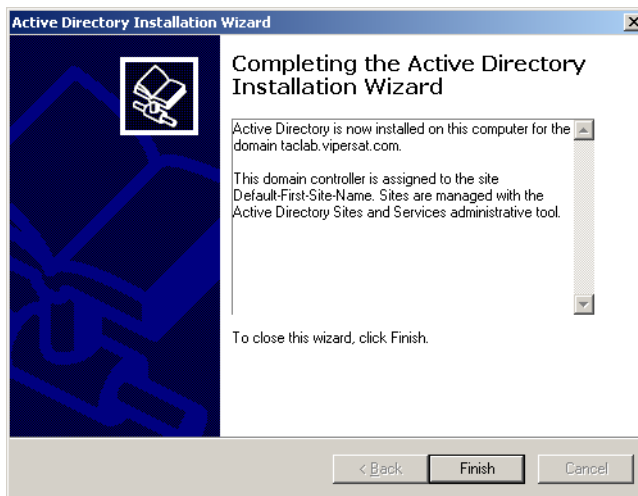 Active Directory Installation Wizard
Completing the Active Directory
Installation Wizard
Active Directory is now installed on this computer for the
domain taclab.vipersat.com.
This domain controller is assigned to the site
Default-First-Site-Name. Sites are managed with the
Active Directory Sites and Services administrative tool.
To close this wizard, click Finish.
< Back Finish Cancel